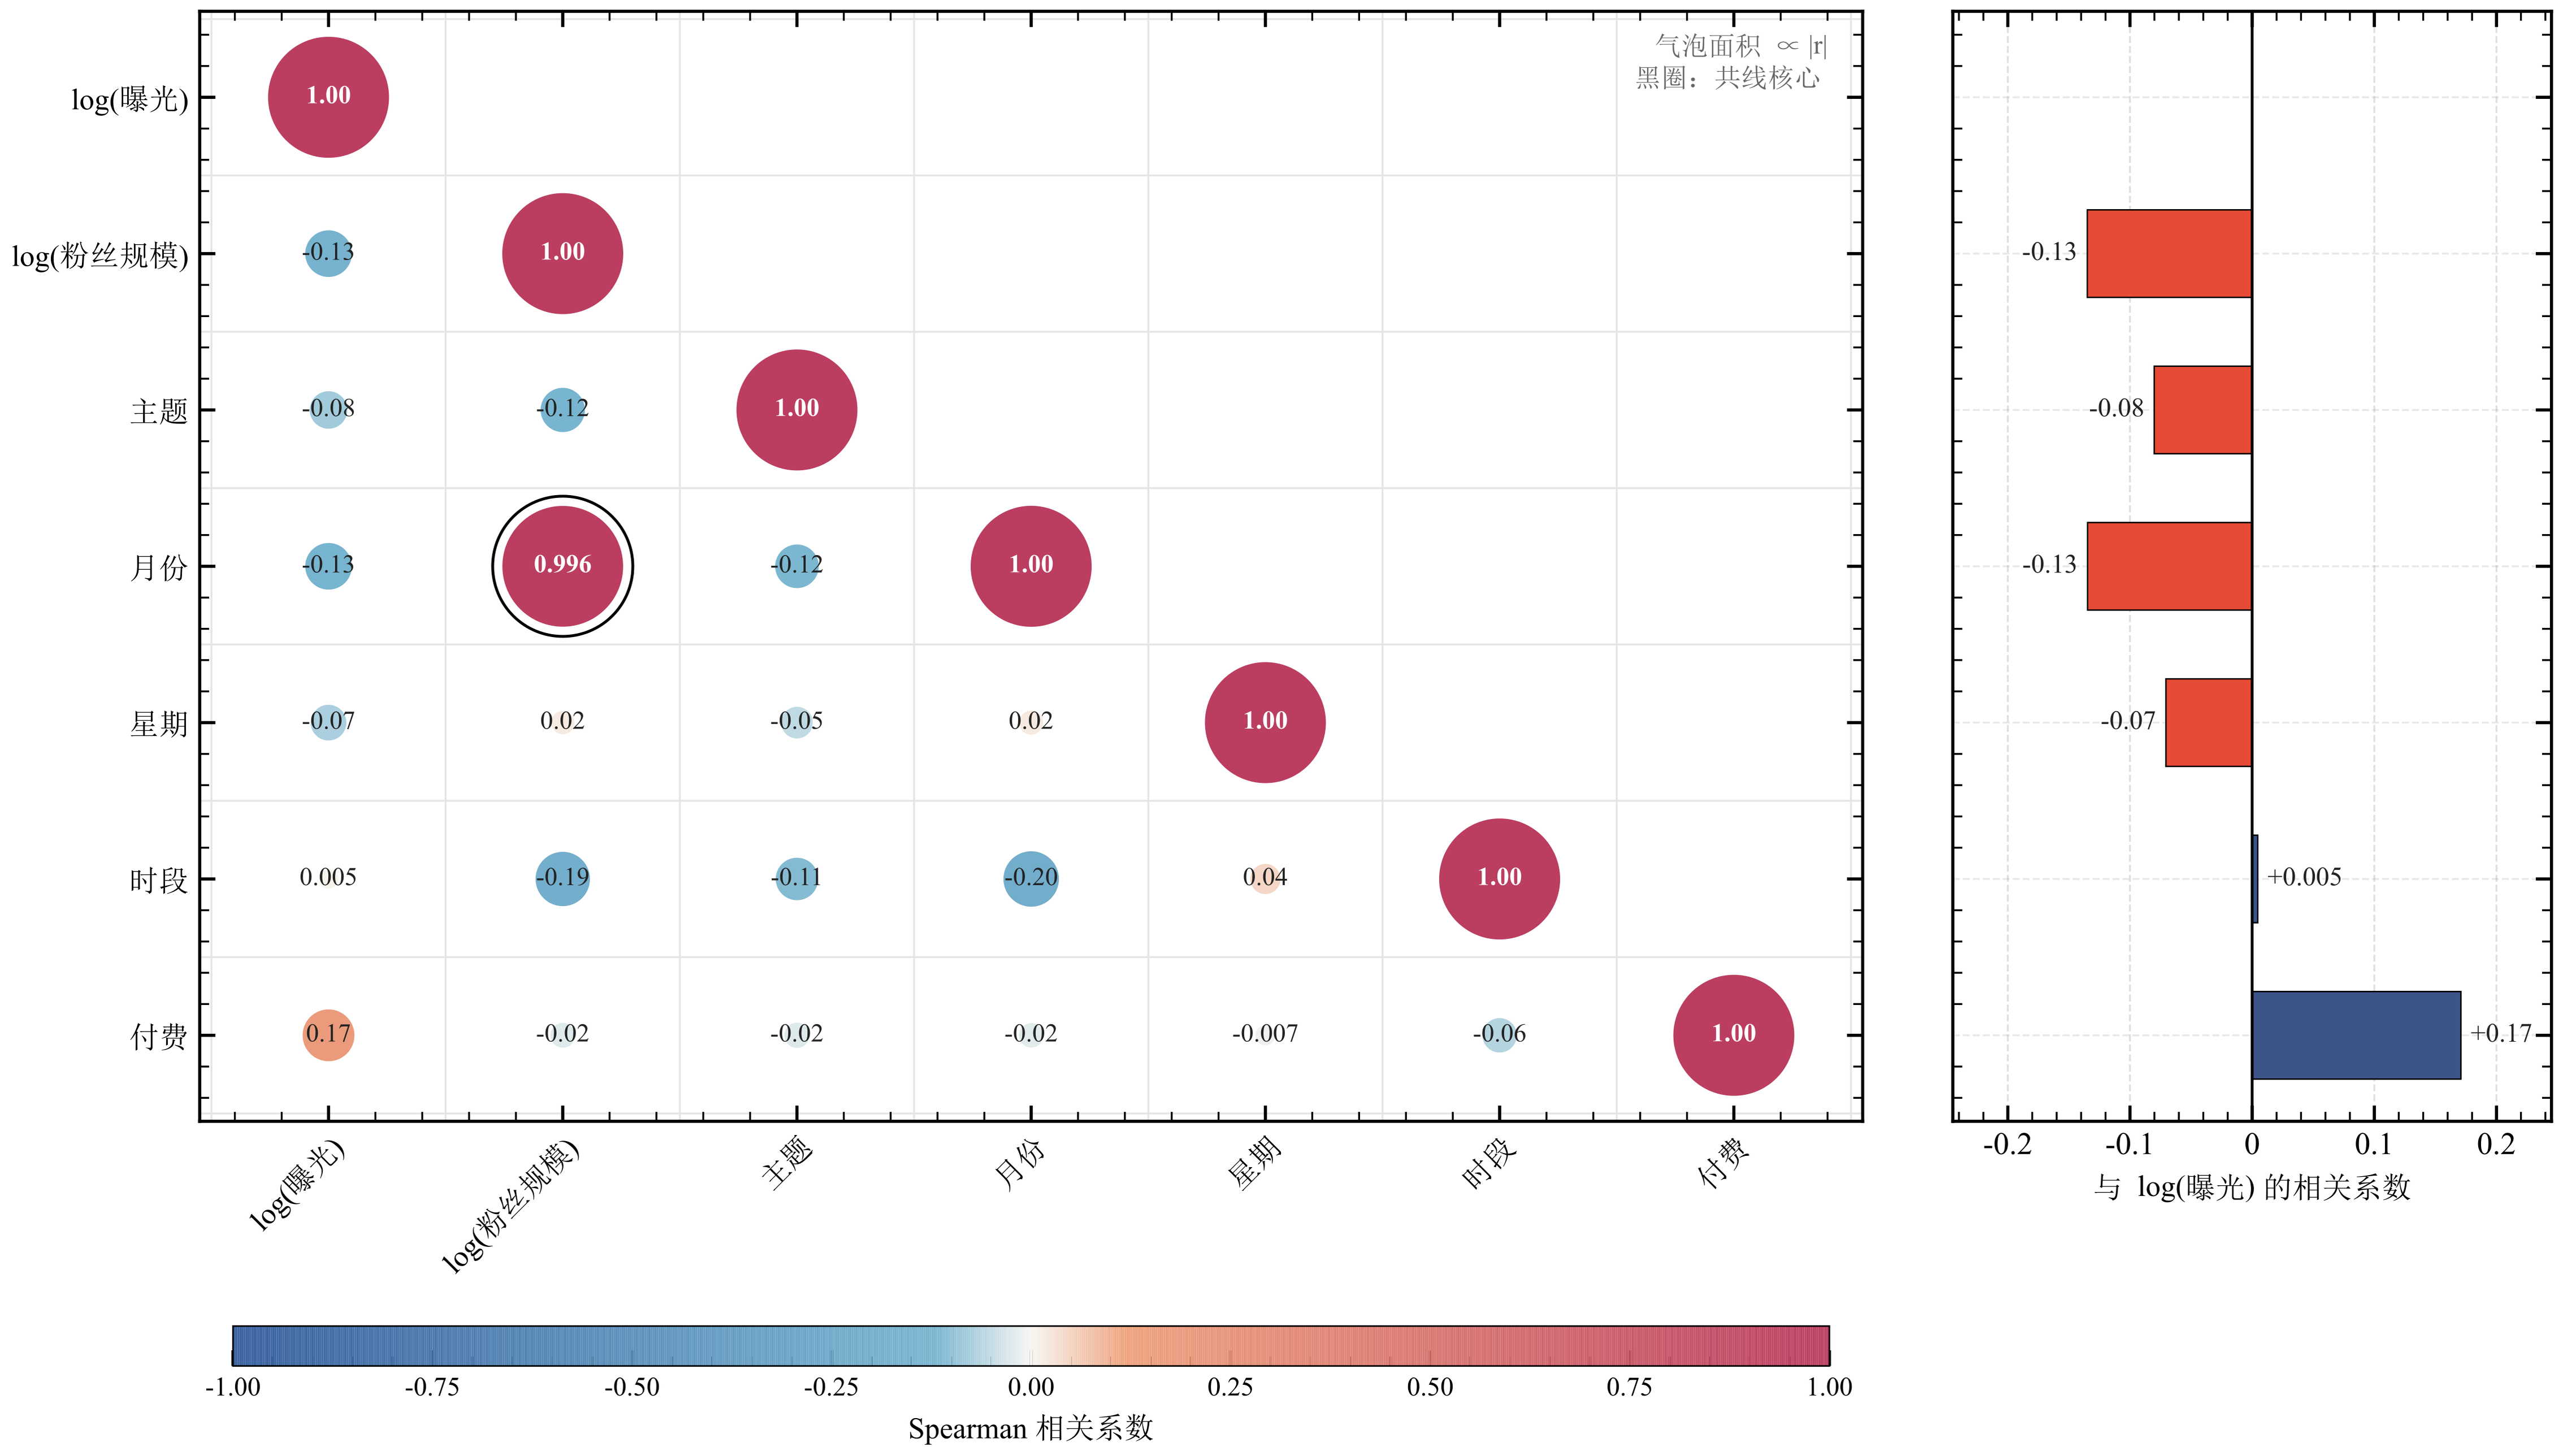 气泡面积 ∝ |r|
黑圈：共线核心
log(曝光)
1.00
log(粉丝规模)
-0.13
1.00
主题
-0.08
-0.12
1.00
月份
-0.13
0.996
-0.12
1.00
星期
-0.07
0.02
-0.05
0.02
1.00
时段
0.005
-0.19
-0.11
-0.20
0.04
1.00
付费
0.17
-0.02
-0.02
-0.02
-0.007
-0.06
1.00
log(曝光)
log(粉丝规模)
主题
月份
星期
时段
付费
-1.00
-0.75
-0.50
-0.25
0.00
0.25
0.50
0.75
1.00
Spearman 相关系数
-0.13
-0.08
-0.13
-0.07
+0.005
+0.17
-0.2
-0.1
0
0.1
0.2
与 log(曝光) 的相关系数